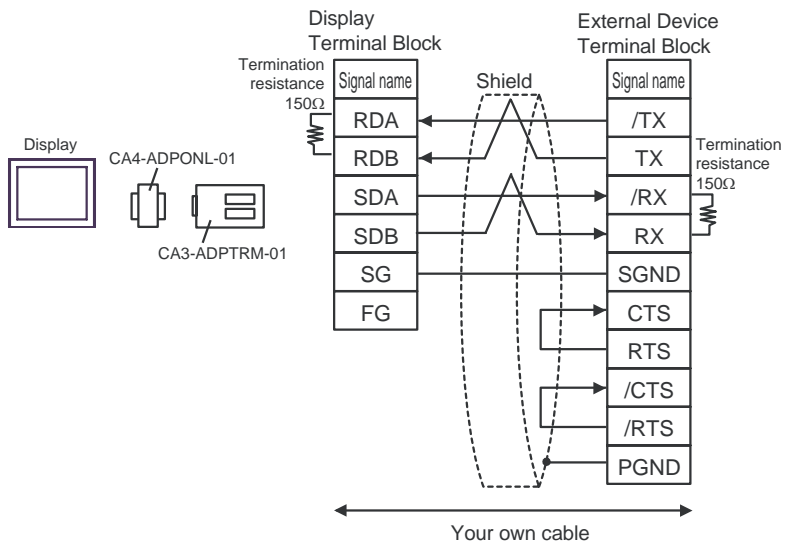 Display
Terminal Block
External Device
Terminal Block
Termination
resistance
150Ω
Signal name
Shield
Signal name
RDA
/TX
RDB
TX
Termination
resistance
150Ω
Display
CA4-ADPONL-01
SDA
/RX
SDB
RX
CA3-ADPTRM-01
SG
SGND
FG
CTS
RTS
/CTS
/RTS
PGND
Your own cable